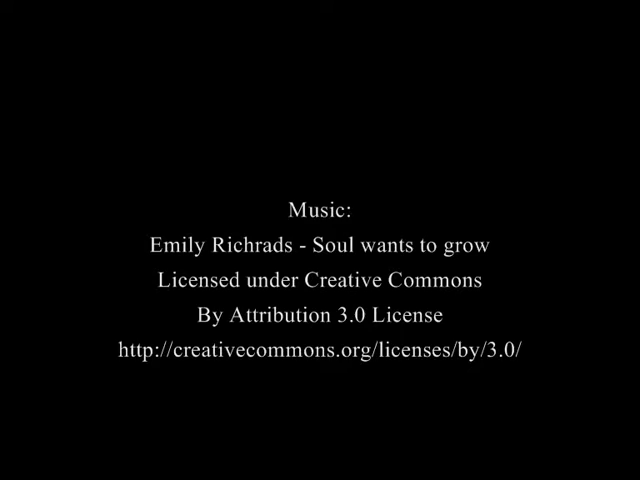 Music:
Emily Richrads - Soul wants to grow
Licensed under Creative Commons
By Attribution 3.0 License
http://creativecommons.org/licenses/by/3.0/